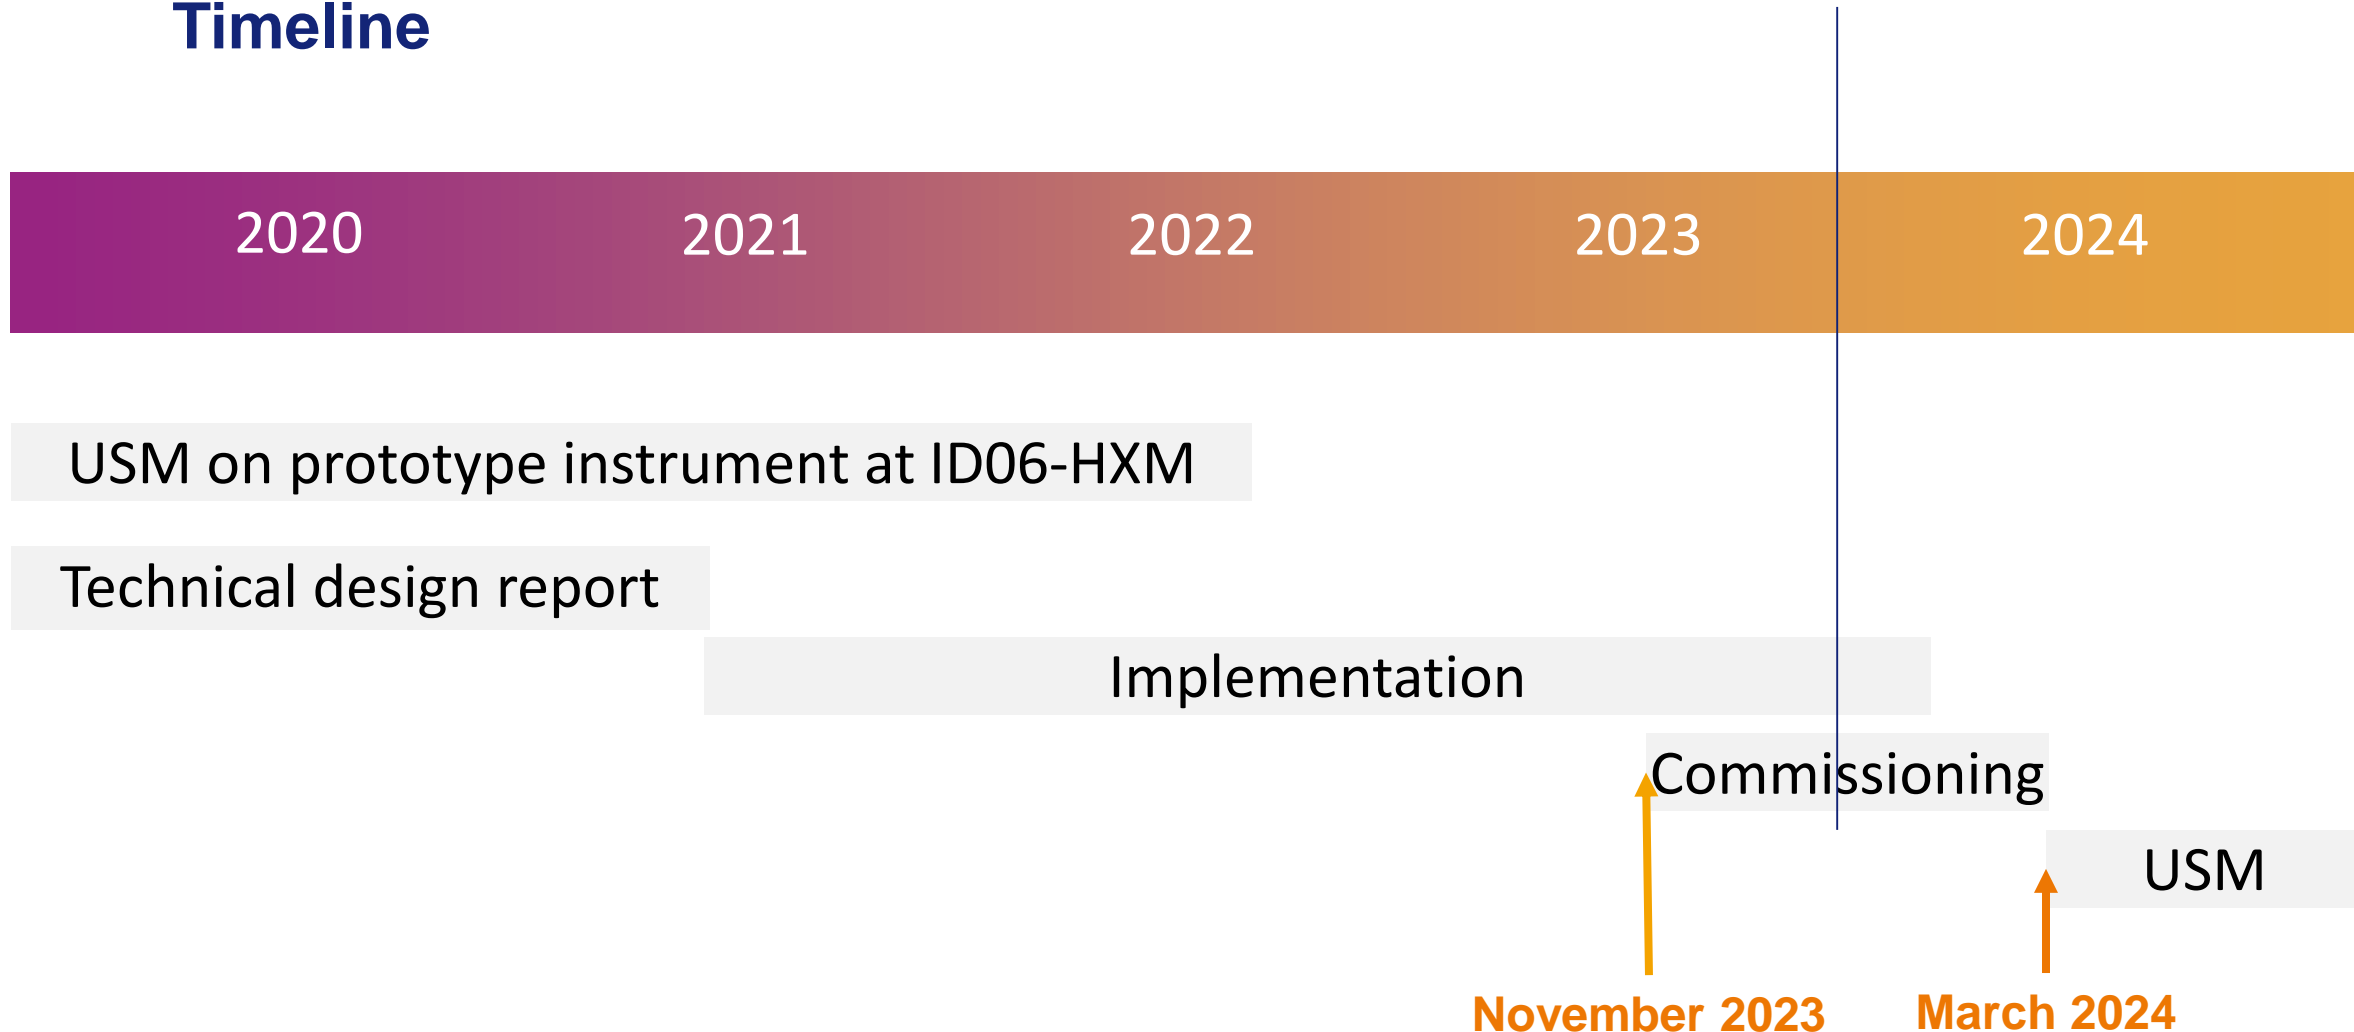 Timeline
2020 2021 2022 2023 2024
USM on prototype instrument at ID06-HXM
Technical design report
Implementation
Commissioning
USM
November 2023 March 2024